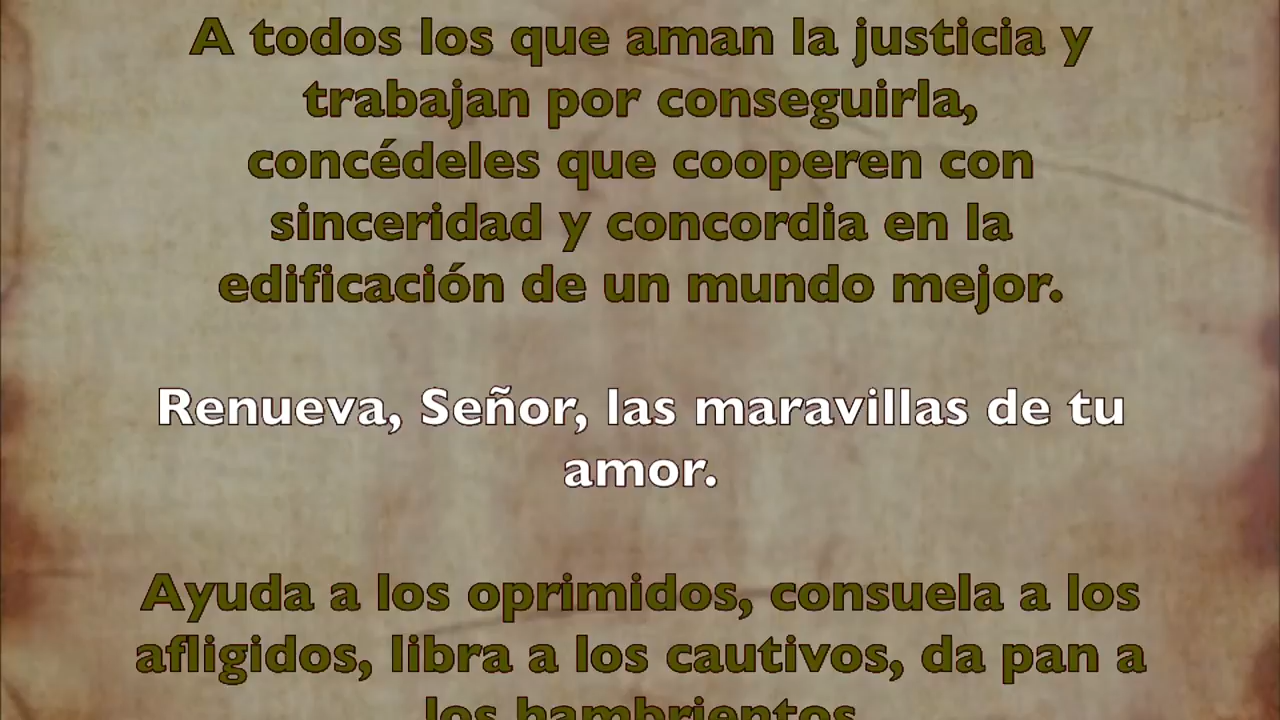 A todos los que aman la justicia y
trabajan por conseguirla,
concédeles que cooperen con
sinceridad y concordia en la
edificación de un mundo mejor.
Renueva, Señor, las maravillas de tu
amor.
Ayuda a los oprimidos, consuela a los
afligidos, libra a los cautivos, da pan a
los hambrientos